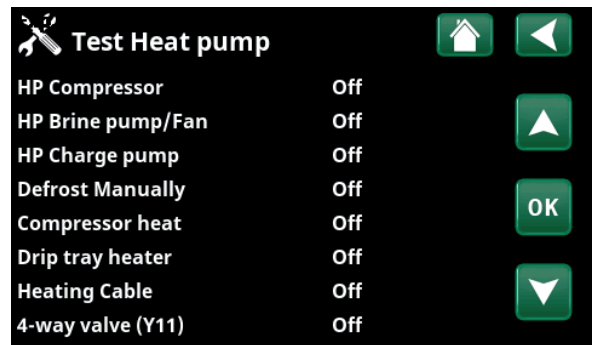 Test Heat pump
HP Compressor Off
HP Brine pump/Fan Off
HP Charge pump Off
Defrost Manually Off
Compressor heat Off
OK
Drip tray heater Off
Heating Cable Off
4-way valve (Y11) Off